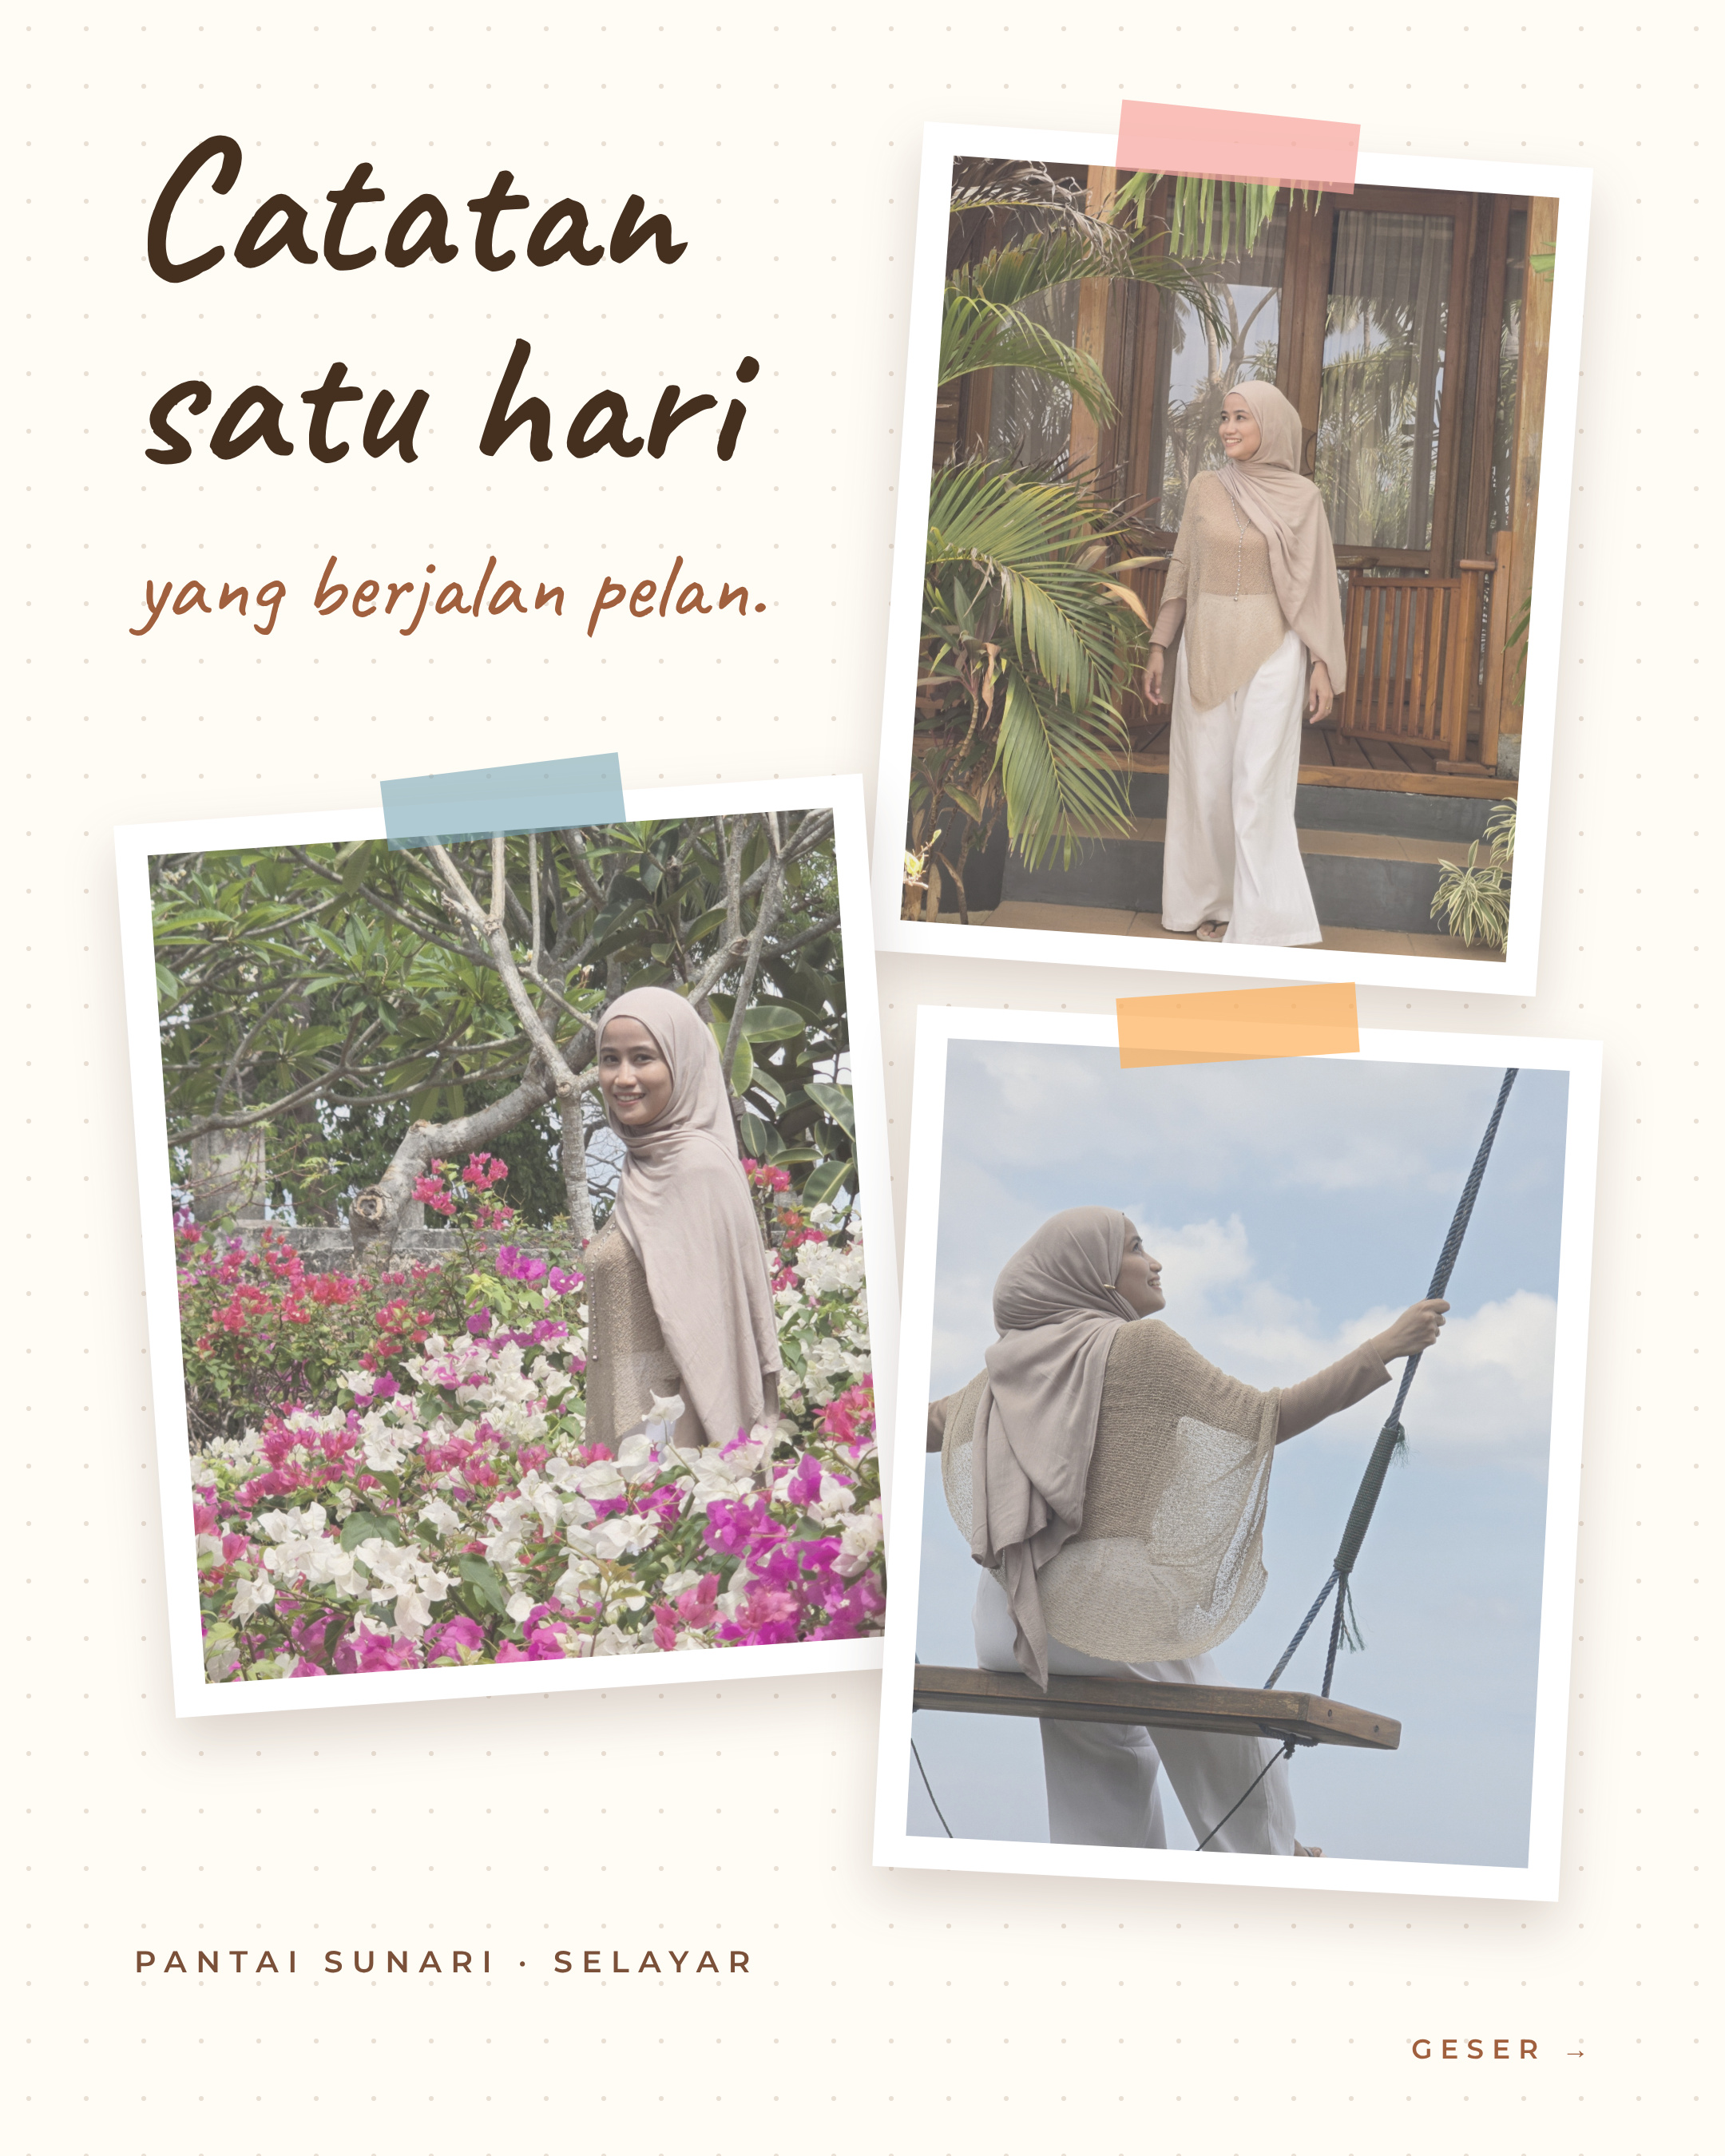 Catatan
satu hari
yang berjalan pelan.
PANTAI SUNARI · SELAYAR
GESER →